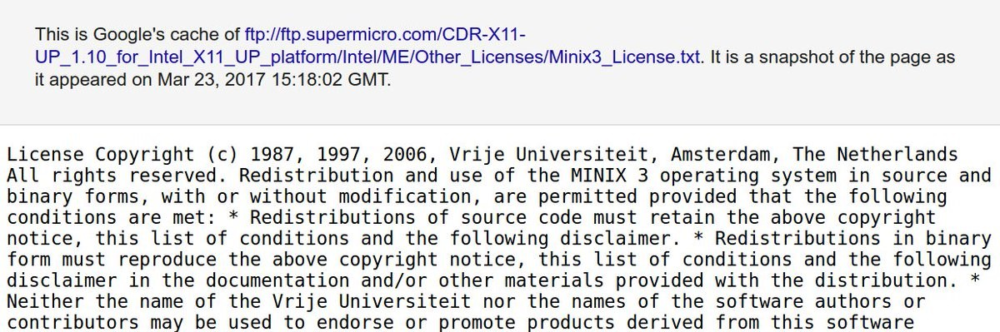 This is Google's cache of ftp://ftp.supermicro.com/CDR-X11-
UP_1.10_for_Intel_X11_UP_platform/Intel/ME/Other_Licenses/Minix3_License.txt. It is a snapshot of the page as
it appeared on Mar 23, 2017 15:18:02 GMT.
License Copyright (c) 1987, 1997, 2006, Vrije Universiteit, Amsterdam, The Netherlands
All rights reserved. Redistribution and use of the MINIX 3 operating system in source and
binary forms, with or without modification, are permitted provided that the following
conditions are met: * Redistributions of source code must retain the above copyright
notice, this list of conditions and the following disclaimer. * Redistributions in binary
form must reproduce the above copyright notice, this list of conditions and the following
disclaimer in the documentation and/or other materials provided with the distribution. *
Neither the name of the Vrije Universiteit nor the names of the software authors or
contributors may be used to endorse or promote products derived from this software